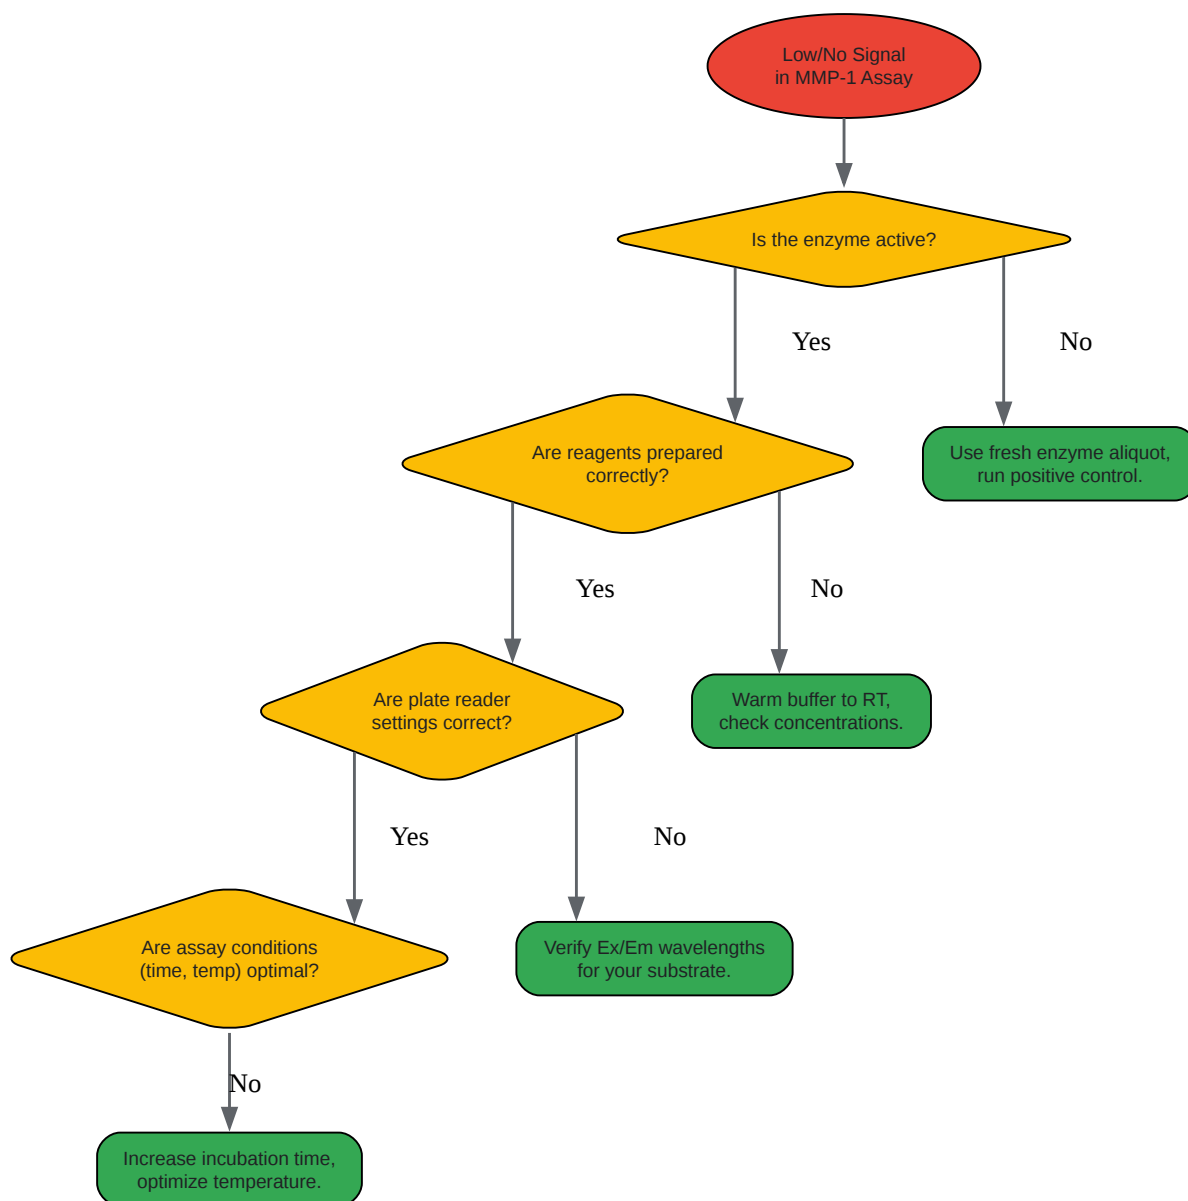 Low/No Signal
in MMP-1 Assay
Is the enzyme active?
Yes
No
Are reagents prepared
correctly?
Use fresh enzyme aliquot,
run positive control.
Yes
No
Are plate reader
settings correct?
Warm buffer to RT,
check concentrations.
Yes
No
Are assay conditions
(time, temp) optimal?
Verify Ex/Em wavelengths
for your substrate.
No
Increase incubation time,
optimize temperature.